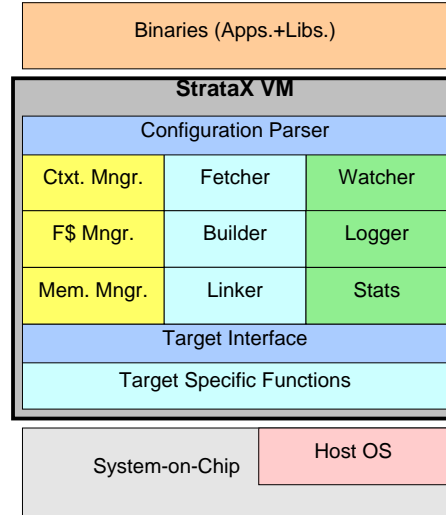 Binaries (Apps.+Libs.)
StrataX VM
Configuration Parser
Ctxt. Mngr. Fetcher Watcher
F$ Mngr. Builder Logger
Mem. Mngr. Linker Stats
Target Interface
Target Specific Functions
Host OS
System-on-Chip